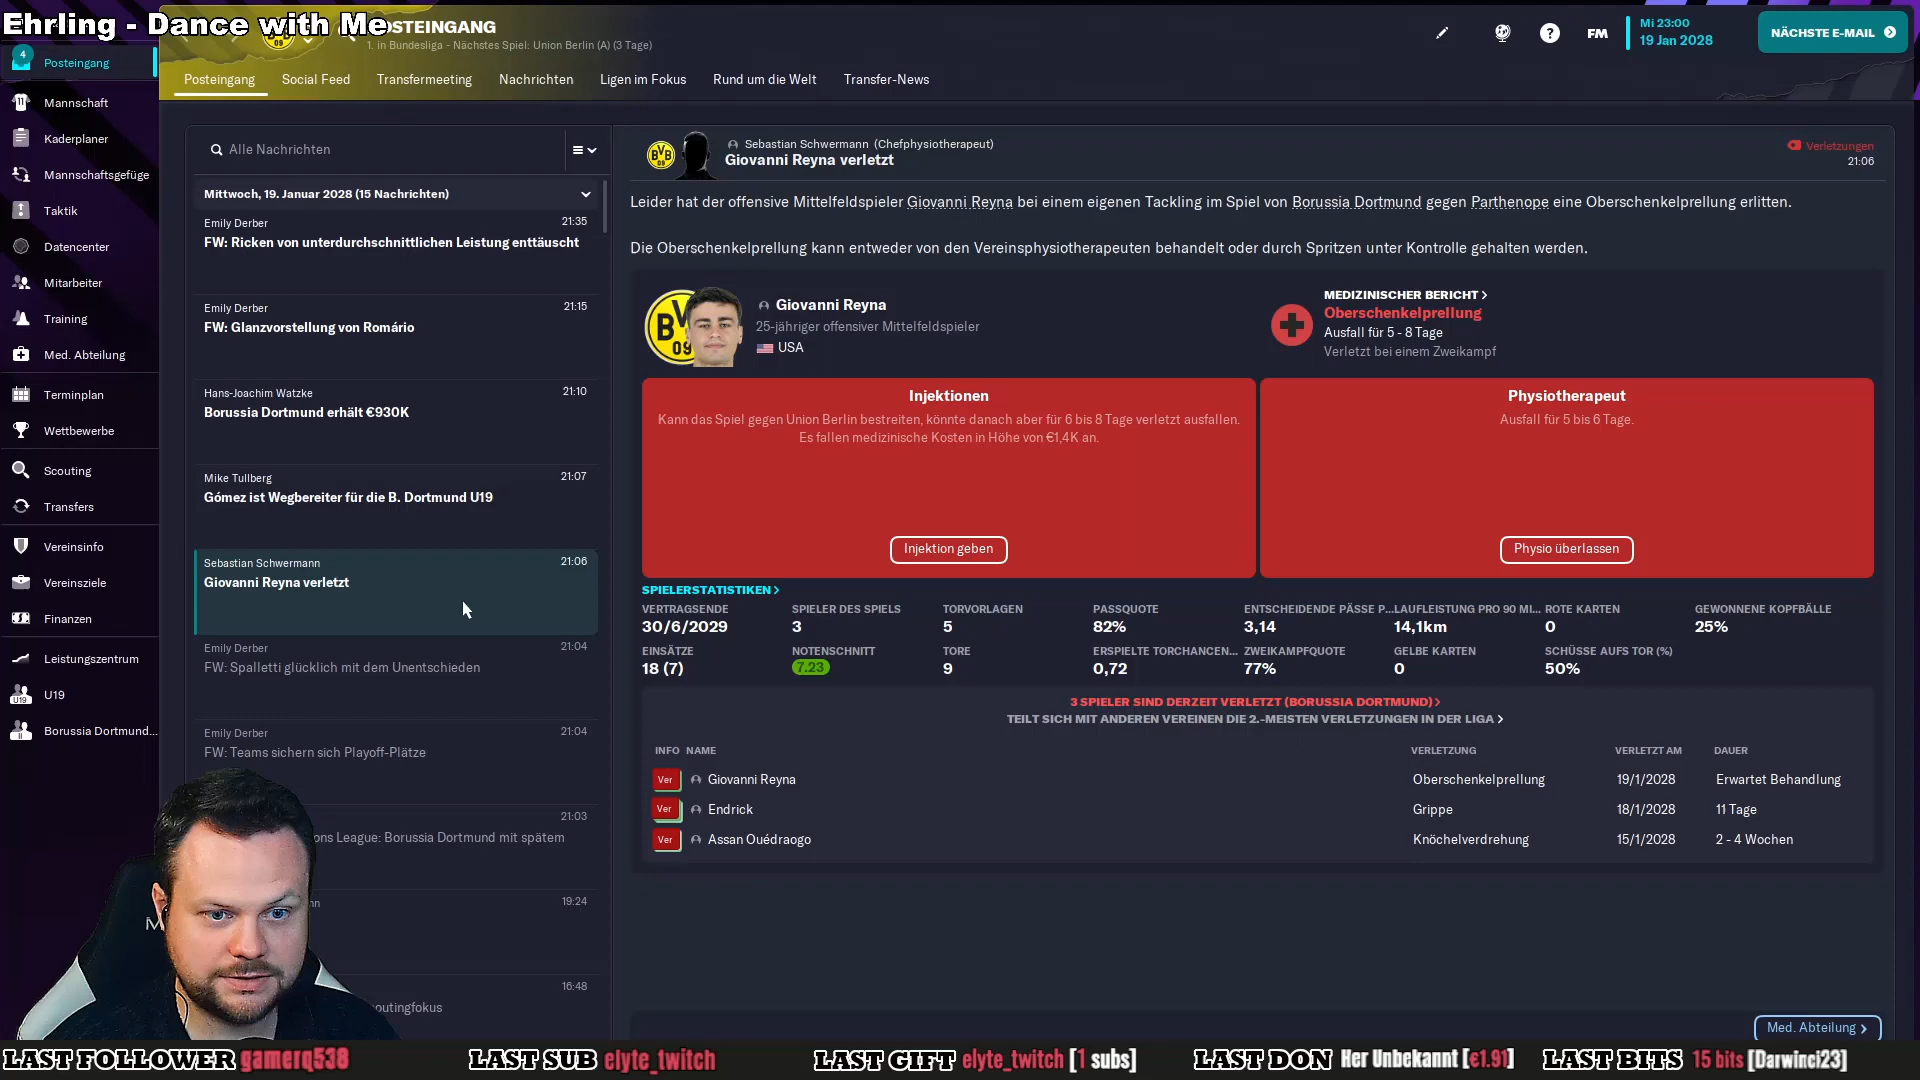 Ehrling - Dance with Me
OSTEINGANG
1. in Bundesliga - Nächstes Spiel: Union Berlin (A) (3 Tage)
FM
Mi 23:00
19 Jan 2028
NÄCHSTE E-MAIL
Posteingang
Social Feed
Transfermeeting
Nachrichten
Ligen im Fokus
Rund um die Welt
Transfer-News
4
Posteingang
Mannschaft
Kaderplaner
Mannschaftsgefüge
Taktik
Datencenter
Mitarbeiter
Training
Med. Abteilung
Terminplan
Wettbewerbe
Scouting
Transfers
Vereinsinfo
Vereinsziele
Finanzen
Leistungszentrum
U19
Borussia Dortmund...
Alle Nachrichten
Mittwoch, 19. Januar 2028 (15 Nachrichten)
Emily Derber 21:35
FW: Ricken von unterdurchschnittlichen Leistung enttäuscht
Emily Derber 21:15
FW: Glanzvorstellung von Romário
Hans-Joachim Watzke 21:10
Borussia Dortmund erhält €930K
Mike Tullberg 21:07
Gómez ist Wegbereiter für die B. Dortmund U19
Sebastian Schwermann 21:06
Giovanni Reyna verletzt
Emily Derber 21:04
FW: Spalletti glücklich mit dem Unentschieden
Emily Derber 21:04
FW: Teams sichern sich Playoff-Plätze
21:03
ons League: Borussia Dortmund mit spätem
19:24
16:48
outingfokus
Sebastian Schwermann (Chefphysiotherapeut)
Giovanni Reyna verletzt
Verletzungen
21:06
Leider hat der offensive Mittelfeldspieler Giovanni Reyna bei einem eigenen Tackling im Spiel von Borussia Dortmund gegen Parthenope eine Oberschenkelprellung erlitten.
Die Oberschenkelprellung kann entweder von den Vereinsphysiotherapeuten behandelt oder durch Spritzen unter Kontrolle gehalten werden.
Giovanni Reyna
25-jähriger offensiver Mittelfeldspieler
USA
MEDIZINISCHER BERICHT
Oberschenkelprellung
Ausfall für 5 - 8 Tage
Verletzt bei einem Zweikampf
Injektionen
Kann das Spiel gegen Union Berlin bestreiten, könnte danach aber für 6 bis 8 Tage verletzt ausfallen.
Es fallen medizinische Kosten in Höhe von €1,4K an.
Injektion geben
Physiotherapeut
Ausfall für 5 bis 6 Tage.
Physio überlassen
SPIELERSTATISTIKEN
VERTRAGSENDE SPIELER DES SPIELS TORVORLAGEN PASSQUOTE ENTSCHEIDENDE PÄSSE P... LAUFLEISTUNG PRO 90 MI... ROTE KARTEN GEWONNENE KOPFBÄLLE
30/6/2029 3 5 82% 3,14 14,1km 0 25%
EINSÄTZE NOTENSCHNITT TORE ERSPIELTE TORCHANCEN... ZWEIKAMPFQUOTE GELBE KARTEN SCHÜSSE AUFS TOR (%)
18 (7) 7.23 9 0,72 77% 0 50%
3 SPIELER SIND DERZEIT VERLETZT (BORUSSIA DORTMUND)
TEILT SICH MIT ANDEREN VEREINEN DIE 2.-MEISTEN VERLETZUNGEN IN DER LIGA
INFO NAME VERLETZUNG VERLETZT AM DAUER
Ver Giovanni Reyna Oberschenkelprellung 19/1/2028 Erwartet Behandlung
Ver Endrick Grippe 18/1/2028 11 Tage
Ver Assan Ouédraogo Knöchelverdrehung 15/1/2028 2 - 4 Wochen
Med. Abteilung
LAST FOLLOWER gamerq538
LAST SUB elyte_twitch
LAST GIFT elyte_twitch [1 subs]
LAST DON Her Unbekannt [€1.91]
LAST BITS 15 bits [Darwinci23]